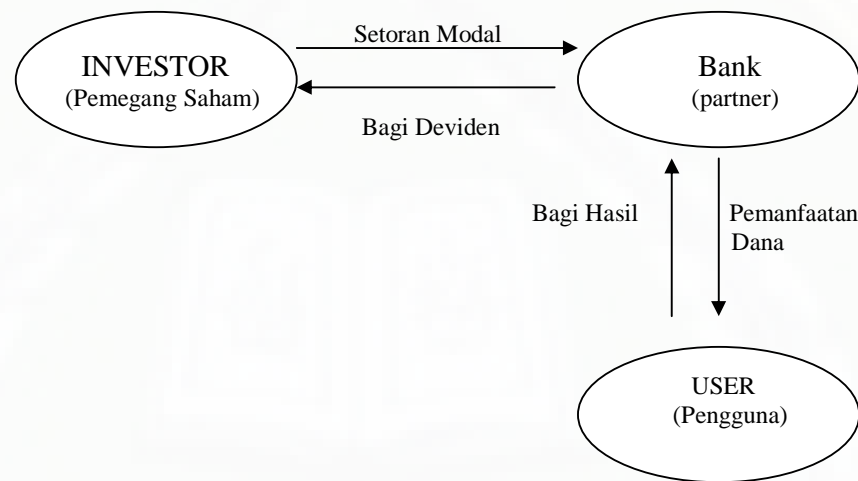 Setoran Modal
INVESTOR
(Pemegang Saham)
Bank
(partner)
Bagi Deviden
Bagi Hasil
Pemanfaatan
Dana
USER
(Pengguna)